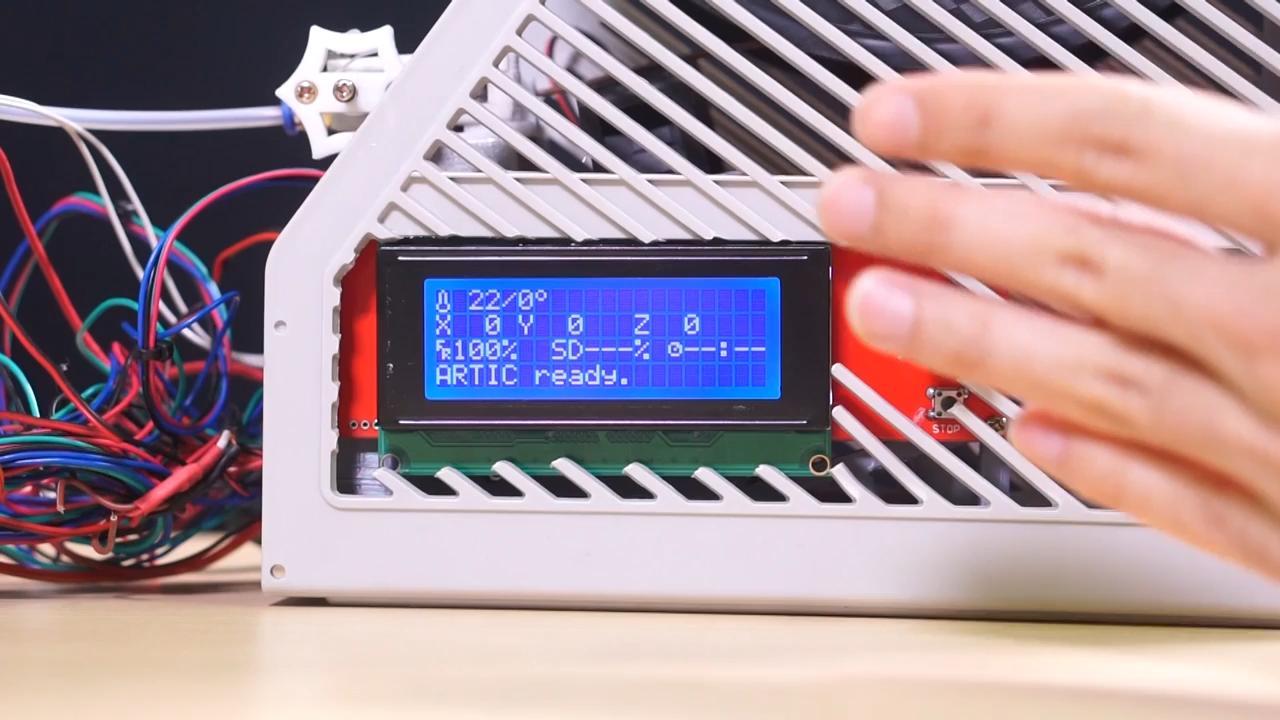 22/0°
X 0 Y 0 Z 0
100% SD---% --:--
ARTIC ready.
STOP